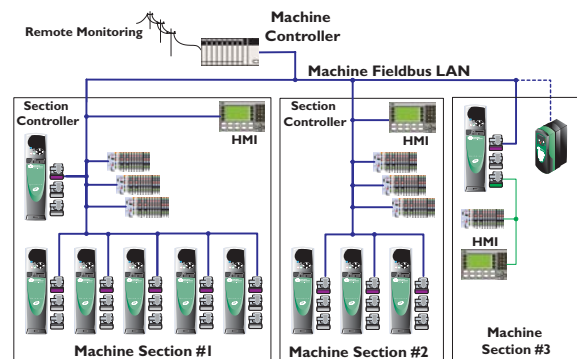 Remote Monitoring
Machine
Controller
Machine Fieldbus LAN
Section
Controller
HMI
Section
Controller
HMI
HMI
Machine Section #1
Machine Section #2
Machine
Section #3